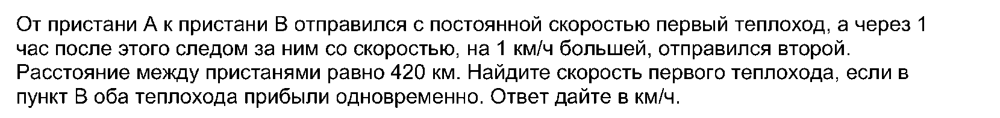 От пристани А к пристани В отправился с постоянной скоростью первый теплоход, а через 1
час после этого следом за ним со скоростью, на 1 км/ч большей, отправился второй.
Расстояние между пристанями равно 420 км. Найдите скорость первого теплохода, если в
пункт В оба теплохода прибыли одновременно. Ответ дайте в км/ч.